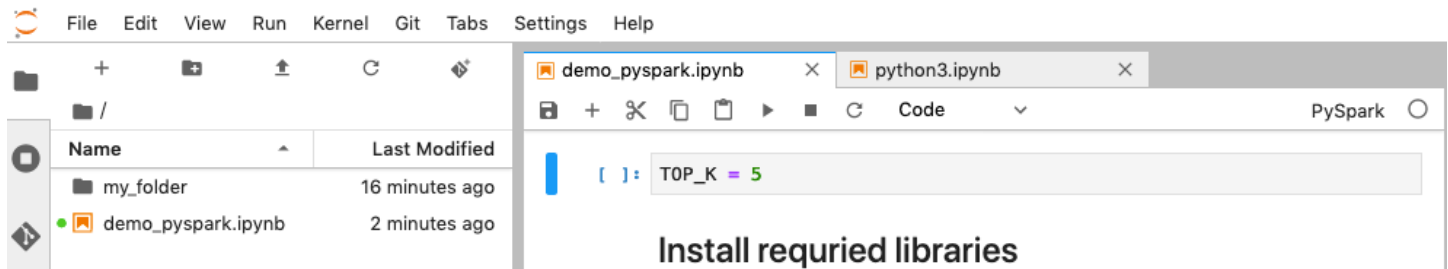 File Edit View Run Kernel Git Tabs Settings Help
demo_pyspark.ipynb
python3.ipynb
/
Code
PySpark
Name Last Modified
my_folder 16 minutes ago
demo_pyspark.ipynb 2 minutes ago
[ ]: TOP_K = 5
Install requried libraries